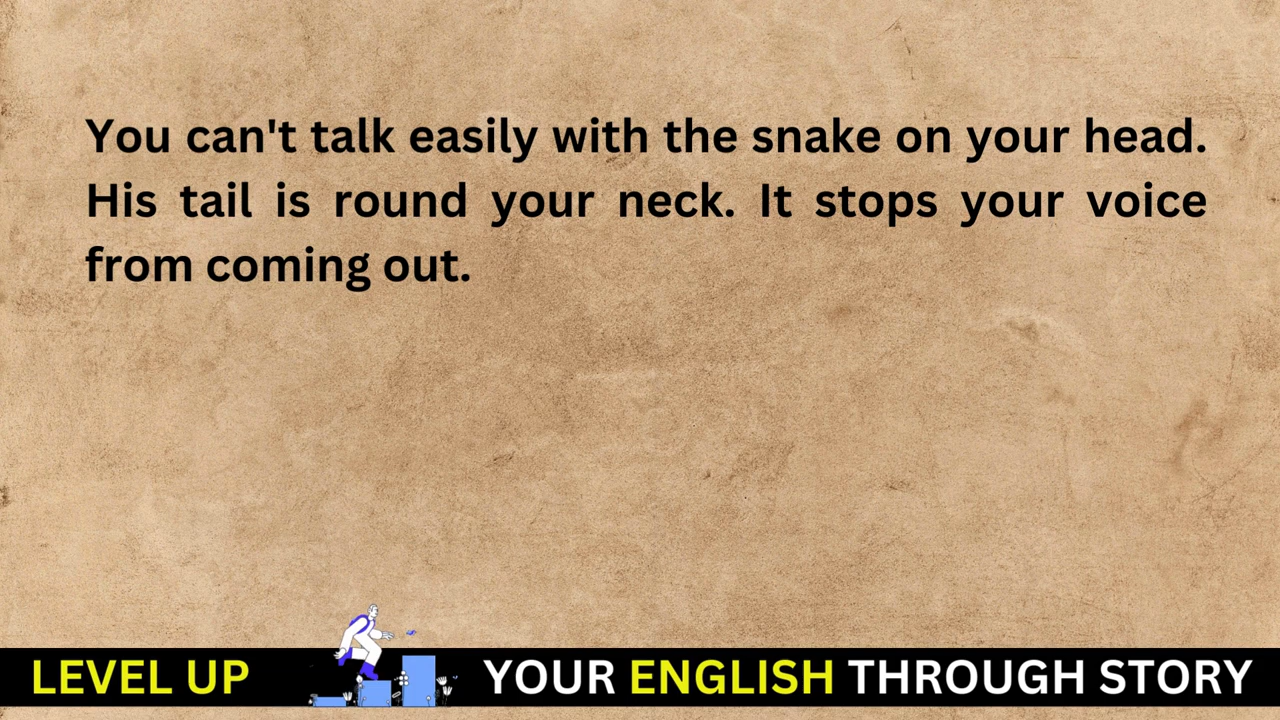 You can't talk easily with the snake on your head.
His tail is round your neck. It stops your voice
from coming out.
LEVEL UP YOUR ENGLISH THROUGH STORY